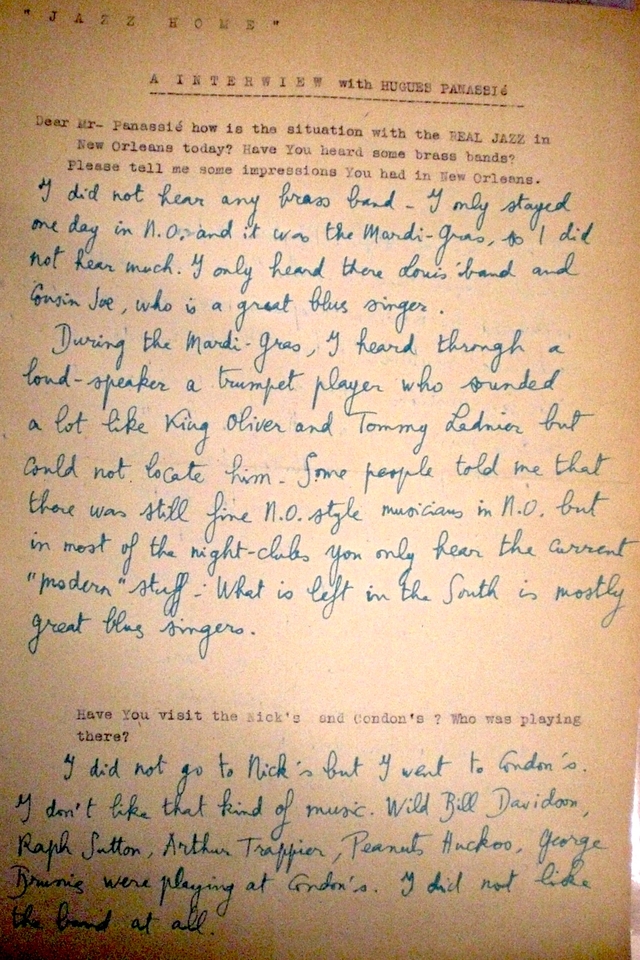 " J A Z Z   H O M E "
A  I N T E R W I E W  with HUGUES PANASSIé
Dear Mr- Panassié how is the situation with the REAL JAZZ in
New Orleans today? Have You heard some brass bands?
Please tell me some impressions You had in New Orleans.
I did not hear any brass band - I only stayed
one day in N.O. and it was the Mardi-Gras, so I did
not hear much. I only heard there Louis' band and
Cousin Joe, who is a great blues singer.
During the Mardi-Gras, I heard through a
loud-speaker a trumpet player who sounded
a lot like King Oliver and Tommy Ladnier but
could not locate him - Some people told me that
there was still fine N.O. style musicians in N.O. but
in most of the night-clubs you only hear the current
"modern" stuff - What is left in the South is mostly
great blues singers.
Have You visit the Nick's and Condon's ? Who was playing
there?
I did not go to Nick's but I went to Condon's.
I don't like that kind of music. Wild Bill Davidson,
Raph Sutton, Arthur Trappier, Peanuts Huckoo, George
Brunis were playing at Condon's. I did not like
the band at all.